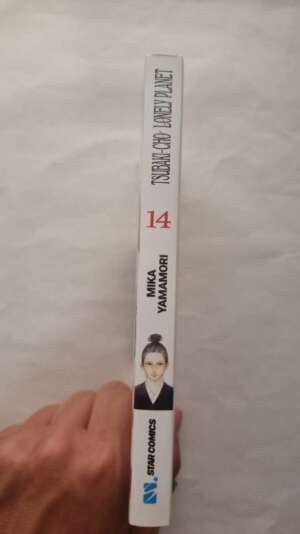 TSUBAKI-CHO LONELY PLANET
14
MIKA
YAMAMORI
STAR COMICS